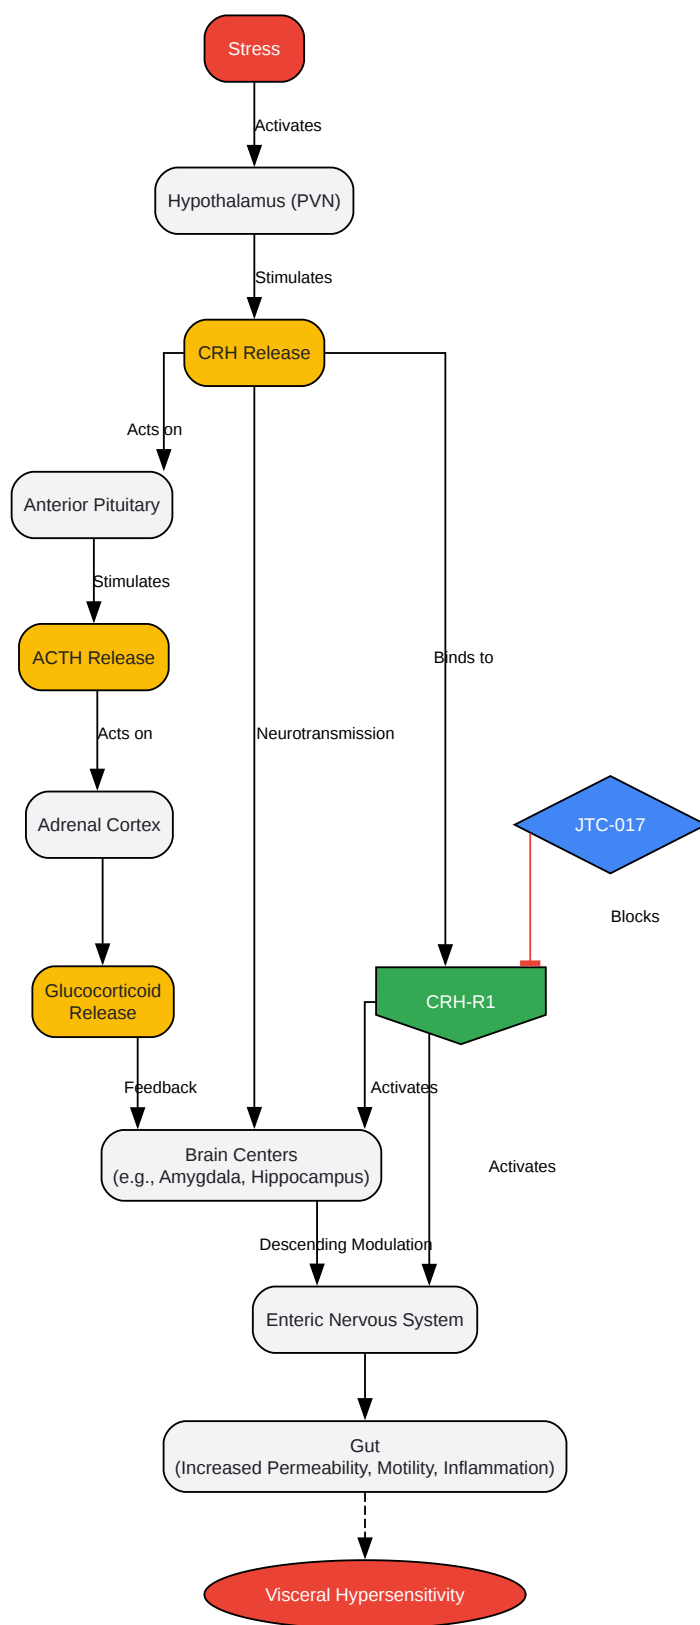 Stress
Activates
Hypothalamus (PVN)
Stimulates
CRH Release
Acts on
Anterior Pituitary
Stimulates
ACTH Release
Binds to
Acts on
Neurotransmission
Adrenal Cortex
JTC-017
Blocks
Glucocorticoid
Release
CRH-R1
Feedback
Activates
Brain Centers
(e.g., Amygdala, Hippocampus)
Activates
Descending Modulation
Enteric Nervous System
Gut
(Increased Permeability, Motility, Inflammation)
Visceral Hypersensitivity